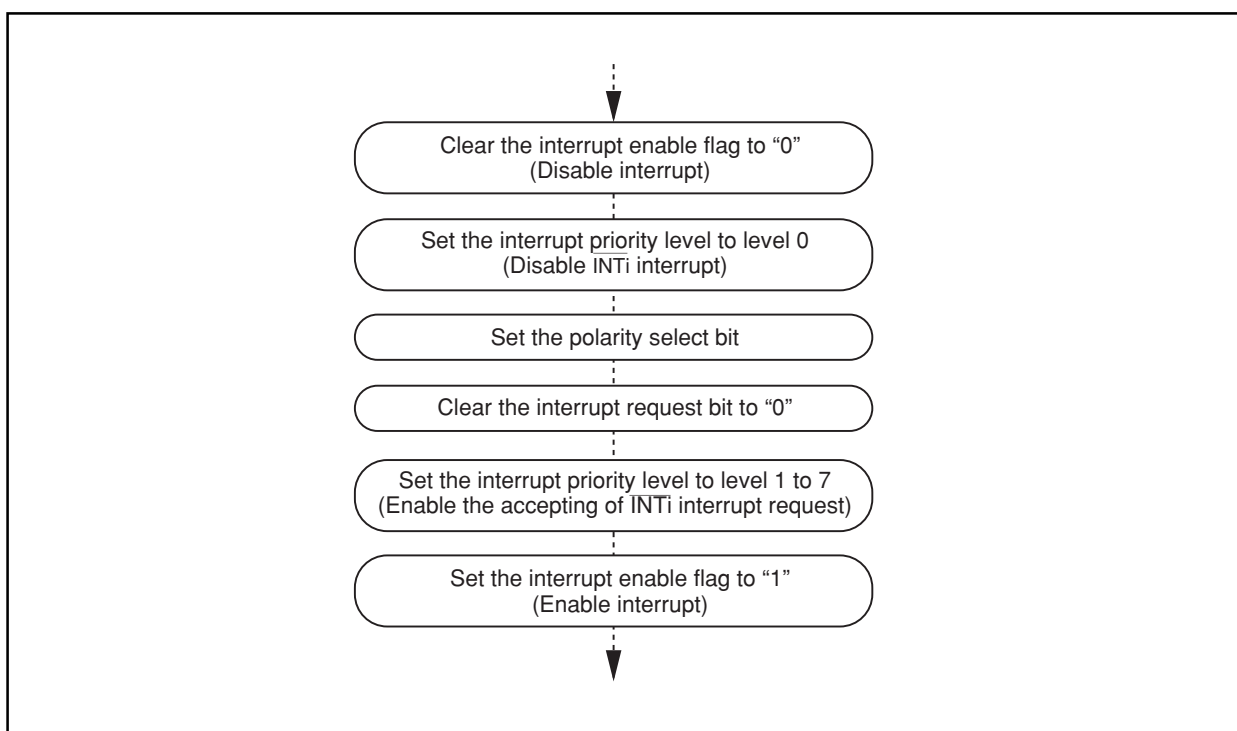 Clear the interrupt enable flag to “0”
(Disable interrupt)
Set the interrupt priority level to level 0
(Disable I̅N̅T̅i̅ interrupt)
Set the polarity select bit
Clear the interrupt request bit to “0”
Set the interrupt priority level to level 1 to 7
(Enable the accepting of I̅N̅T̅i̅ interrupt request)
Set the interrupt enable flag to “1”
(Enable interrupt)